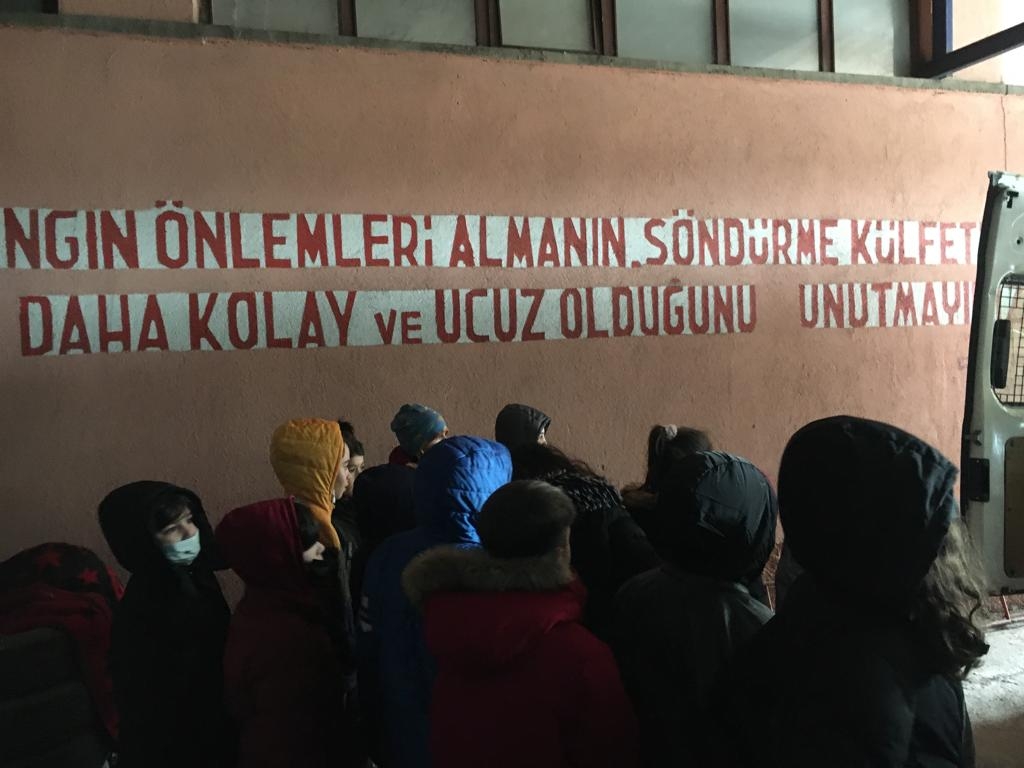 NGIN ÖNLEMLERİ ALMANIN, SÖNDÜRME KÜLFET
DAHA KOLAY VE UCUZ OLDUĞUNU UNUTMAYI